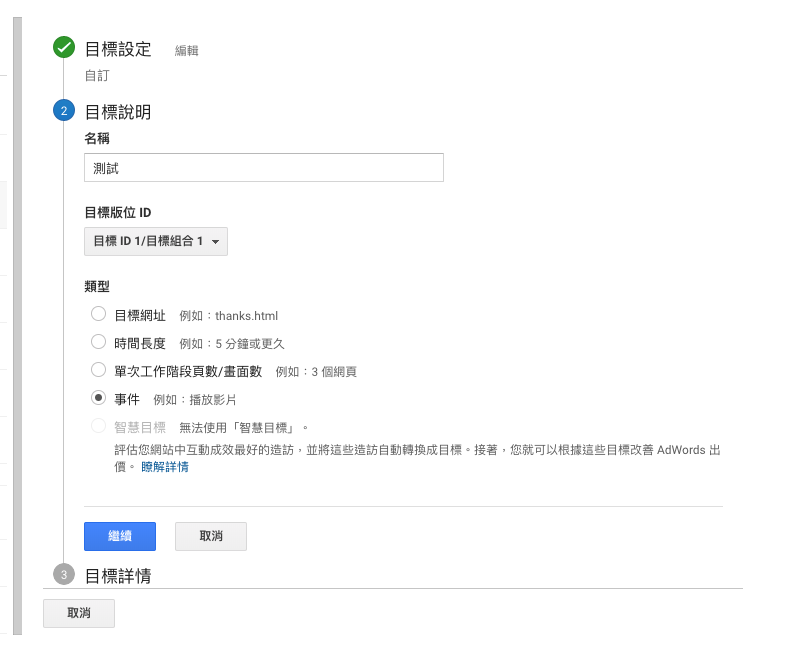 目標設定 編輯
自訂
2 目標說明
名稱
測試
目標版位 ID
目標 ID 1/目標組合 1
類型
目標網址 例如：thanks.html
時間長度 例如：5 分鐘或更久
單次工作階段頁數/畫面數 例如：3 個網頁
事件 例如：播放影片
智慧目標 無法使用「智慧目標」。
評估您網站中互動成效最好的造訪，並將這些造訪自動轉換成目標。接著，您就可以根據這些目標改善 AdWords 出
價。 瞭解詳情
繼續 取消
3 目標詳情
取消